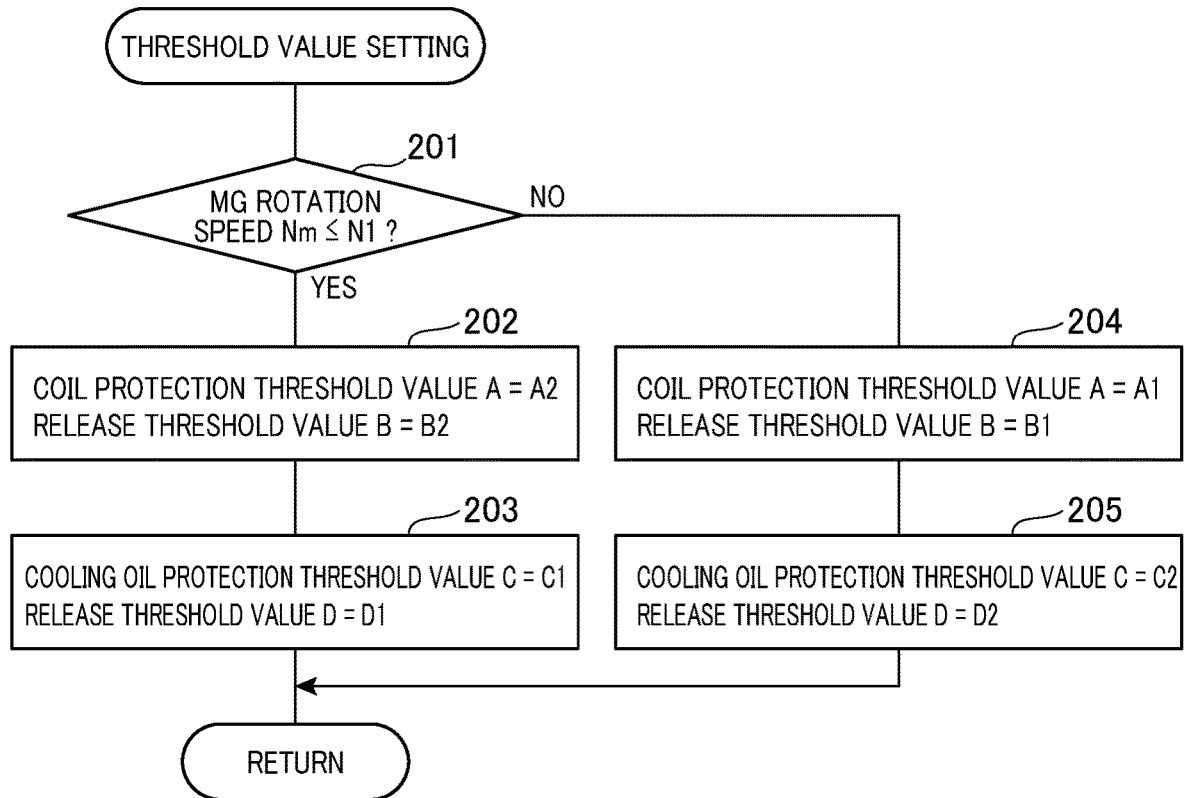 THRESHOLD VALUE SETTING
201
MG ROTATION
SPEED Nm ≦ N1 ?
NO
YES
202
COIL PROTECTION THRESHOLD VALUE A = A2
RELEASE THRESHOLD VALUE B = B2
204
COIL PROTECTION THRESHOLD VALUE A = A1
RELEASE THRESHOLD VALUE B = B1
203
COOLING OIL PROTECTION THRESHOLD VALUE C = C1
RELEASE THRESHOLD VALUE D = D1
205
COOLING OIL PROTECTION THRESHOLD VALUE C = C2
RELEASE THRESHOLD VALUE D = D2
RETURN